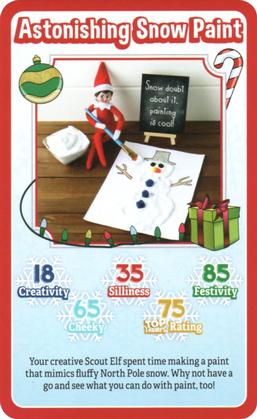 Astonishing Snow Paint
Snow doubt
about it,
painting
is cool!
18
Creativity
35
Silliness
85
Festivity
65
Cheeky
75
TOP TRUMPS Rating
Your creative Scout Elf spent time making a paint
that mimics fluffy North Pole snow. Why not have a
go and see what you can do with paint, too!